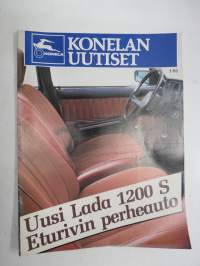 KONELA
KONELAN
UUTISET
Uusi Lada 1200 S
Eturivin perheauto